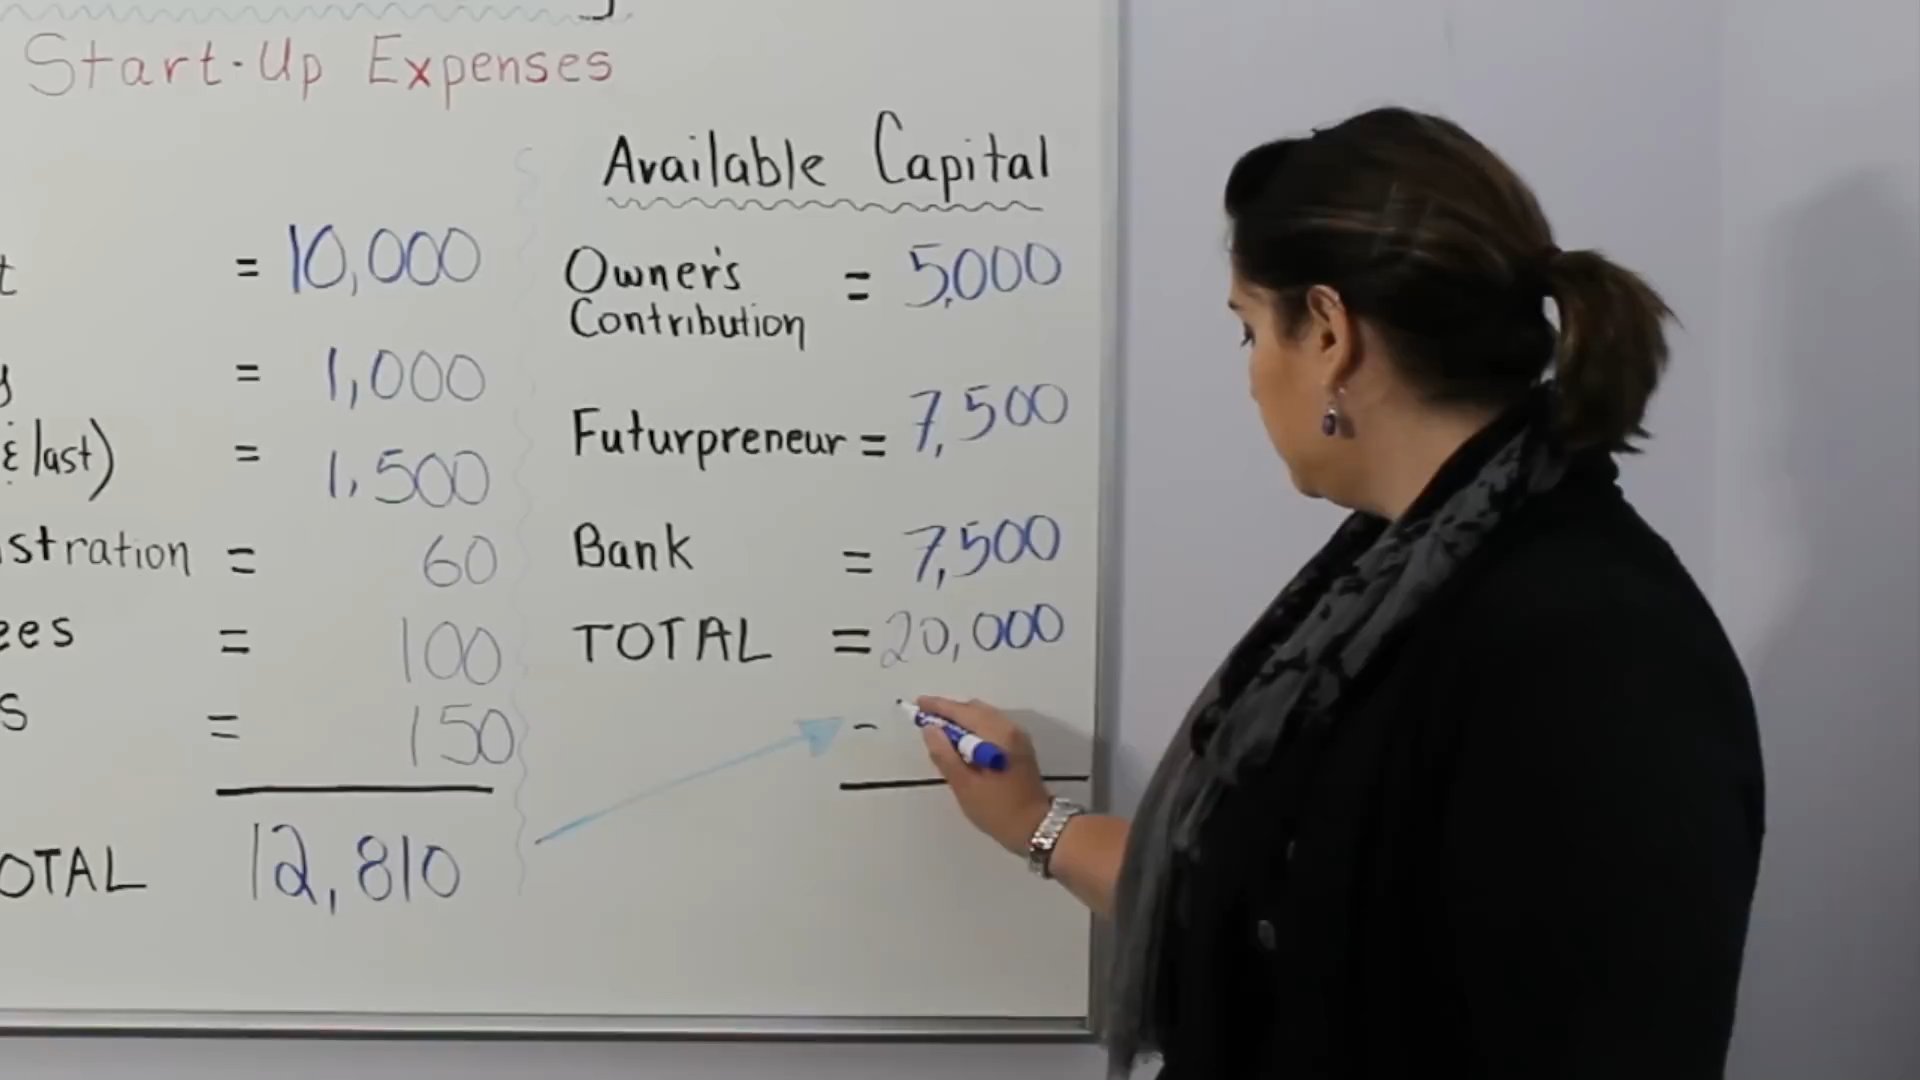 Start-Up Expenses
Available Capital
= 10,000
Owner's
Contribution = 5,000
= 1,000
& last) = 1,500
Futurpreneur = 7,500
istration = 60
Bank = 7,500
ees = 100
TOTAL = 20,000
s = 150
-
OTAL 12,810